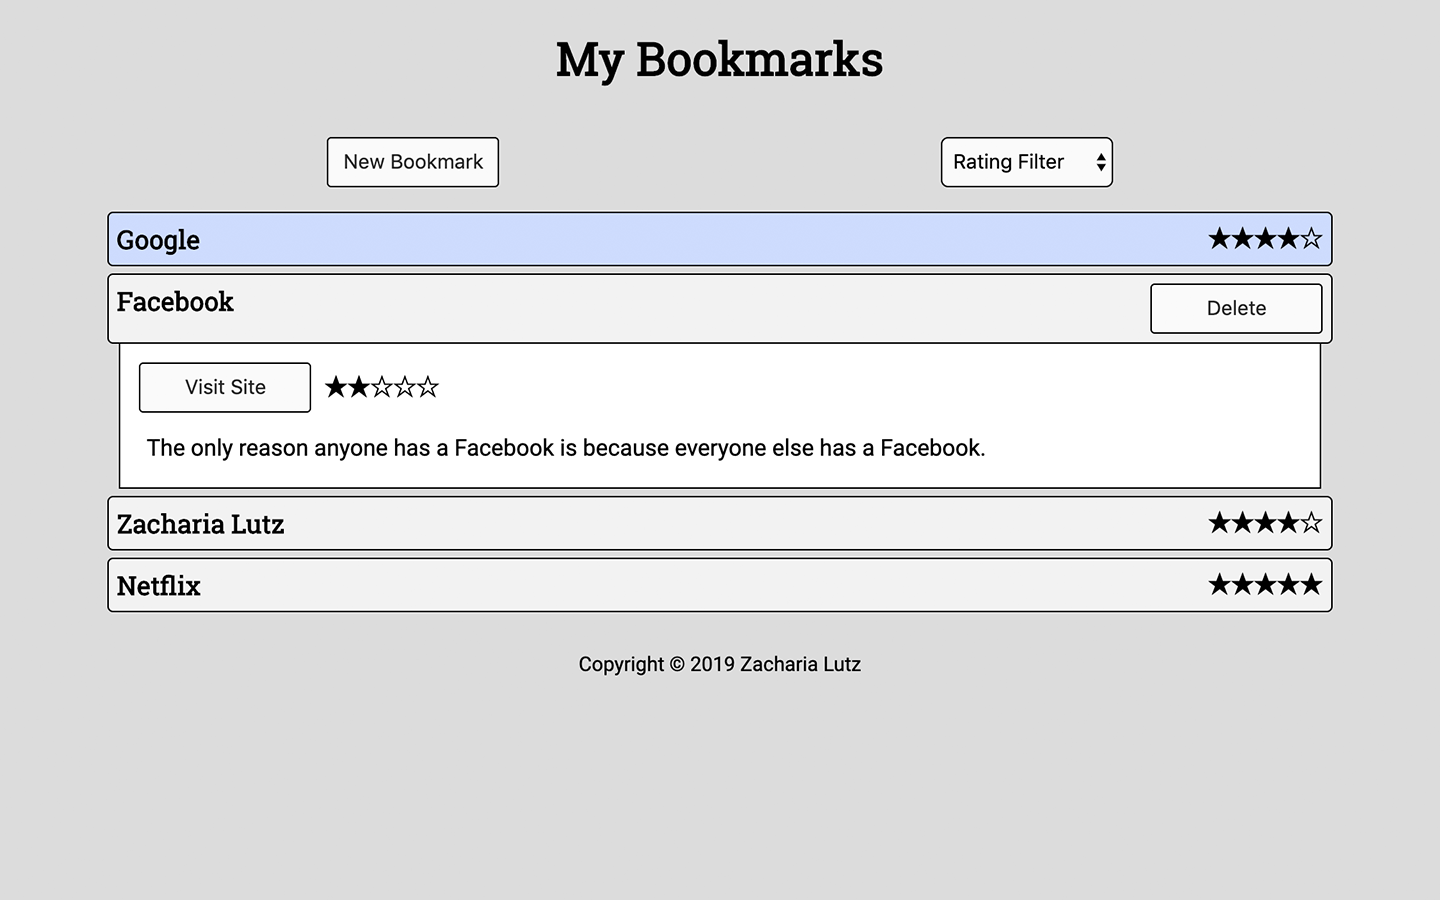 My Bookmarks
New Bookmark
Rating Filter
Google ★★★★☆
Facebook
Delete
Visit Site ★★☆☆☆
The only reason anyone has a Facebook is because everyone else has a Facebook.
Zacharia Lutz ★★★★☆
Netflix ★★★★★
Copyright © 2019 Zacharia Lutz